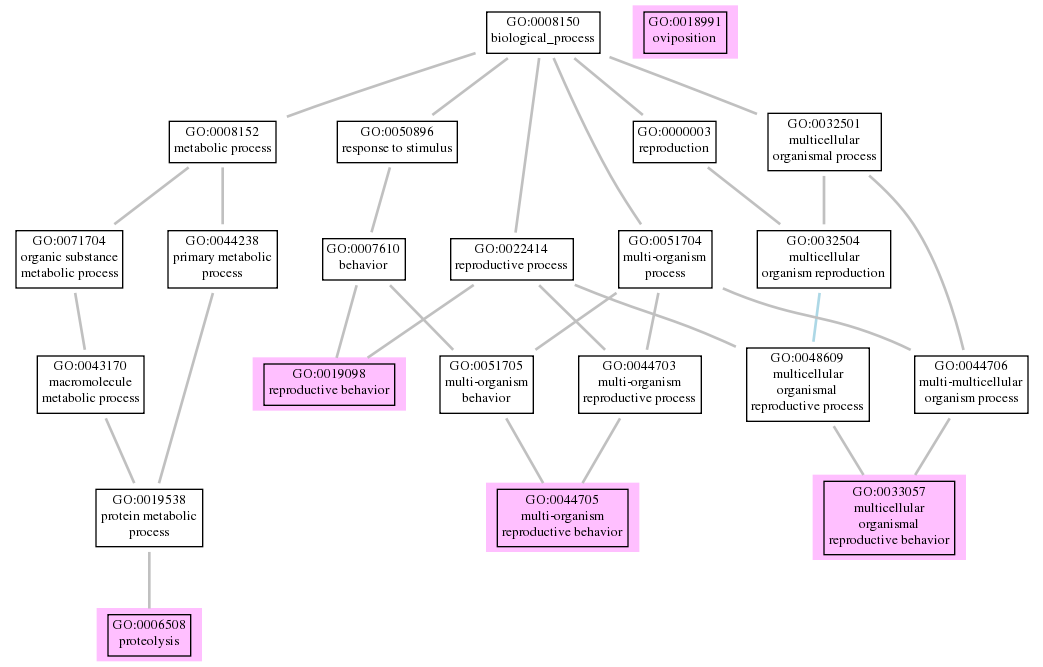 GO:0008150
biological_process
GO:0018991
oviposition
GO:0008152
metabolic process
GO:0050896
response to stimulus
GO:0000003
reproduction
GO:0032501
multicellular
organismal process
GO:0071704
organic substance
metabolic process
GO:0044238
primary metabolic
process
GO:0007610
behavior
GO:0022414
reproductive process
GO:0051704
multi-organism
process
GO:0032504
multicellular
organism reproduction
GO:0043170
macromolecule
metabolic process
GO:0019098
reproductive behavior
GO:0051705
multi-organism
behavior
GO:0044703
multi-organism
reproductive process
GO:0048609
multicellular
organismal
reproductive process
GO:0044706
multi-multicellular
organism process
GO:0019538
protein metabolic
process
GO:0044705
multi-organism
reproductive behavior
GO:0033057
multicellular
organismal
reproductive behavior
GO:0006508
proteolysis